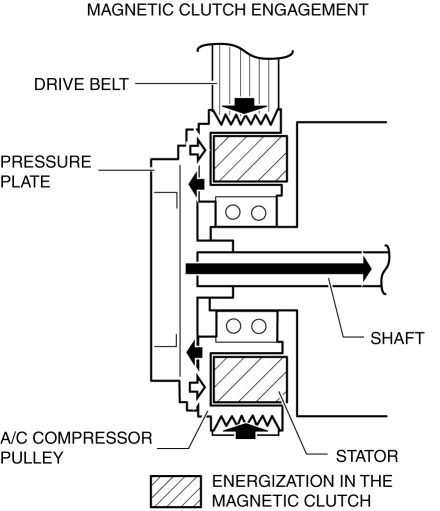 MAGNETIC CLUTCH ENGAGEMENT
DRIVE BELT
PRESSURE
PLATE
SHAFT
A/C COMPRESSOR
PULLEY
STATOR
ENERGIZATION IN THE
MAGNETIC CLUTCH